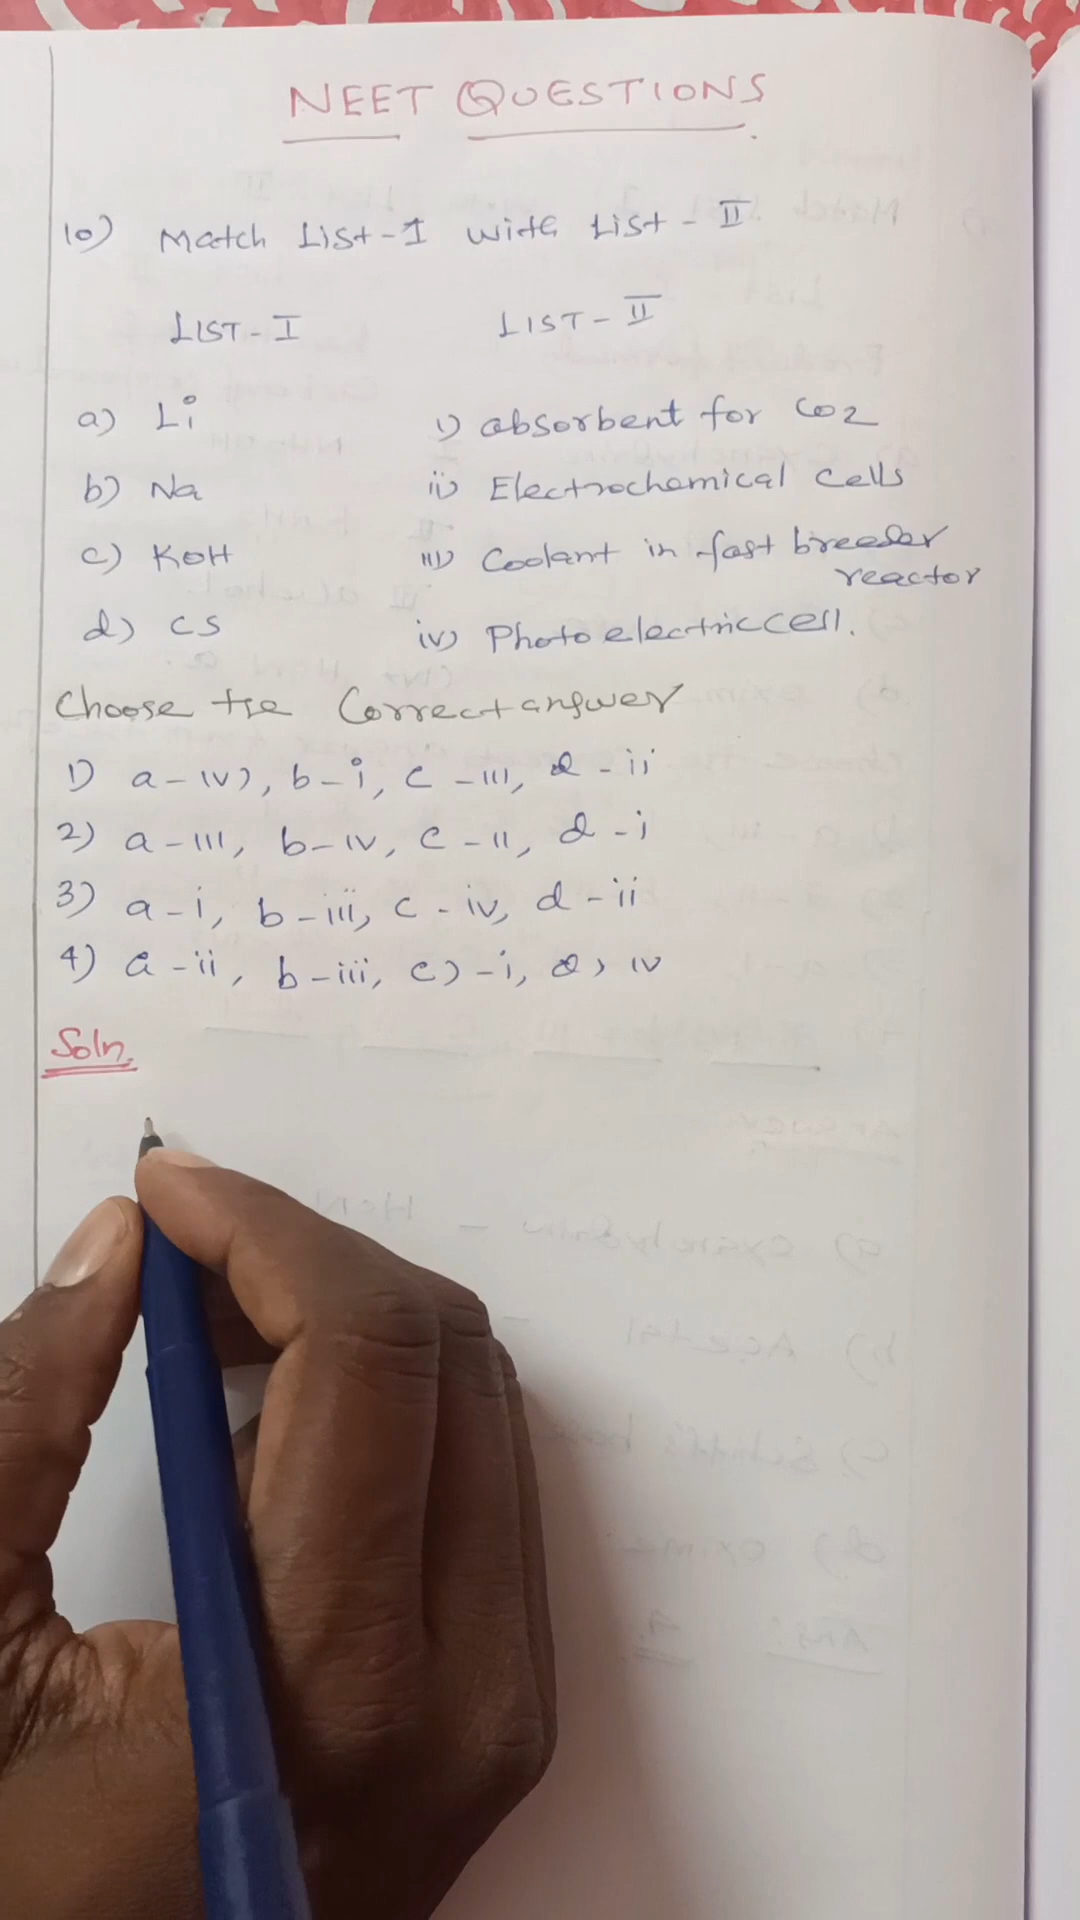 NEET QUESTIONS
10) Match List-I with List-II
LIST-I LIST-II
a) Li i) absorbent for CO2
b) Na ii) Electrochemical cells
c) KOH iii) Coolant in fast breeder
reactor
d) CS iv) Photo electric cell.
Choose the Correct answer
1) a-iv), b-i, c-iii, d-ii
2) a-iii, b-iv, c-ii, d-i
3) a-i, b-iii, c-iv, d-ii
4) a-ii, b-iii, c)-i, d) iv
Soln.